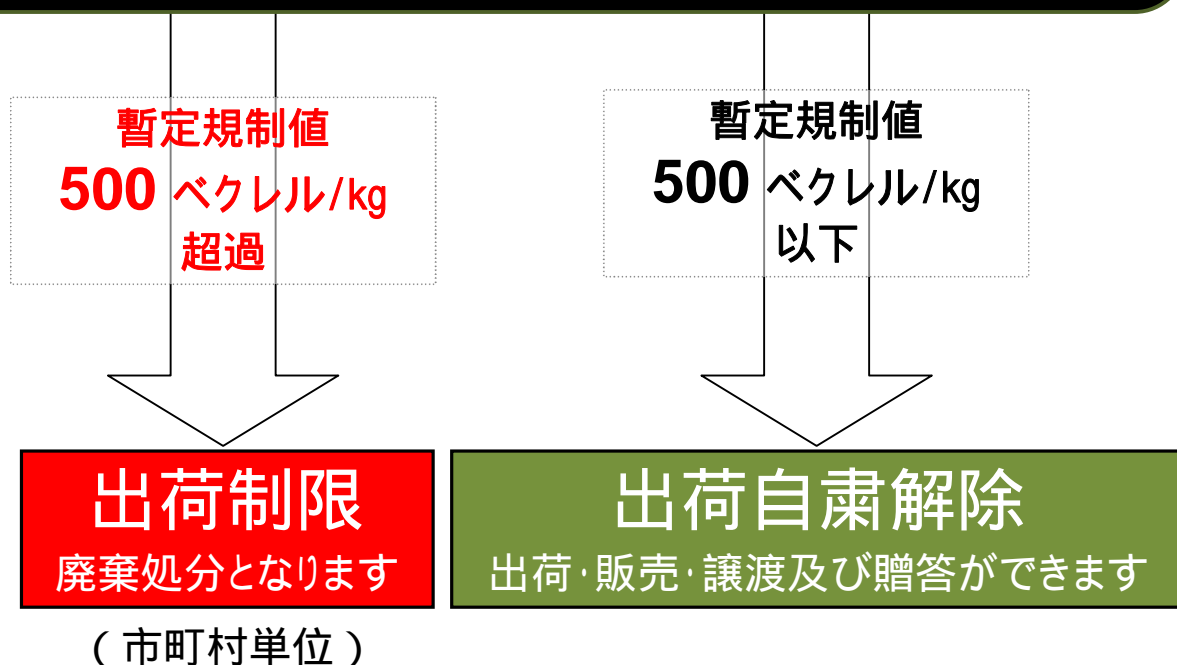 暫定規制値
500 ベクレル/kg
超過
暫定規制値
500 ベクレル/kg
以下
出荷制限
廃棄処分となります
出荷自粛解除
出荷・販売・譲渡及び贈答ができます
(市町村単位)